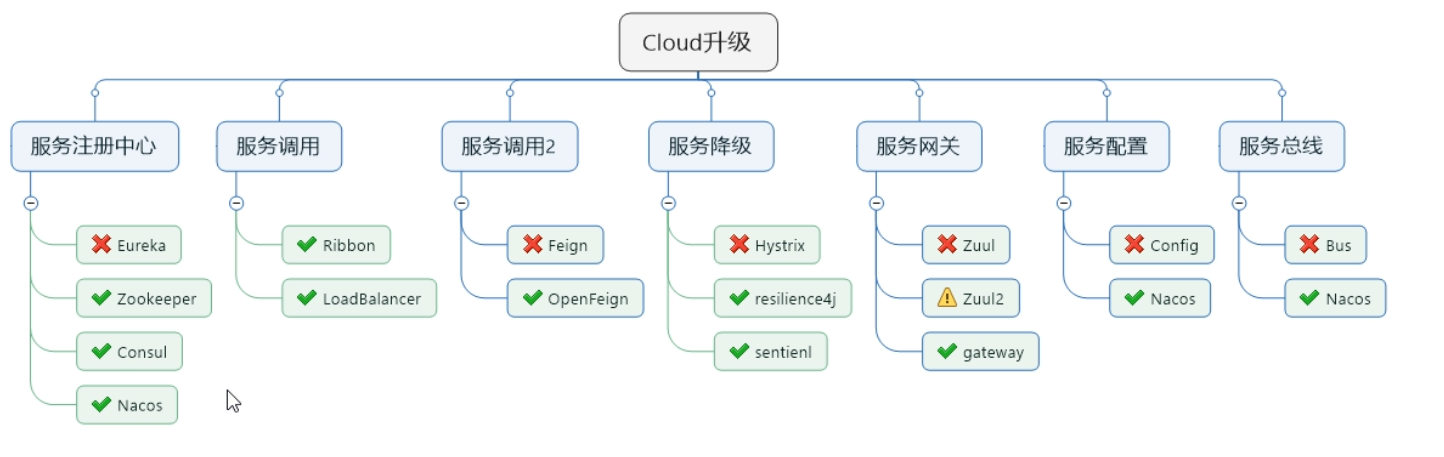 Cloud升级
服务注册中心
Eureka
Zookeeper
Consul
Nacos
服务调用
Ribbon
LoadBalancer
服务调用2
Feign
OpenFeign
服务降级
Hystrix
resilience4j
sentienl
服务网关
Zuul
Zuul2
gateway
服务配置
Config
Nacos
服务总线
Bus
Nacos